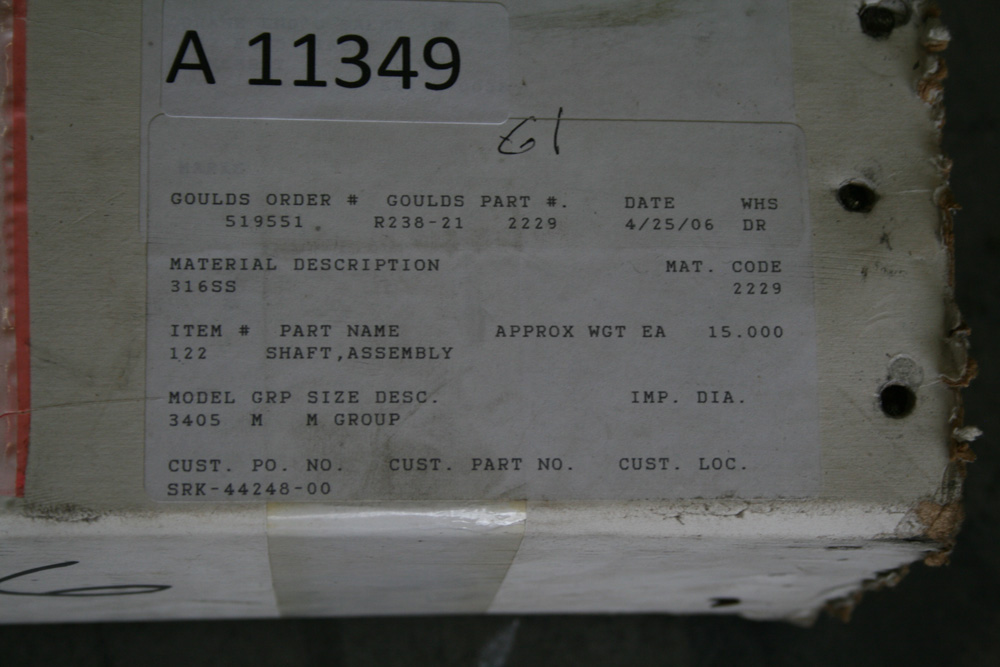 A 11349
61
GOULDS ORDER # GOULDS PART #. DATE WHS
519551 R238-21 2229 4/25/06 DR
MATERIAL DESCRIPTION MAT. CODE
316SS 2229
ITEM # PART NAME APPROX WGT EA 15.000
122 SHAFT,ASSEMBLY
MODEL GRP SIZE DESC. IMP. DIA.
3405 M M GROUP
CUST. PO. NO. CUST. PART NO. CUST. LOC.
SRK-44248-00